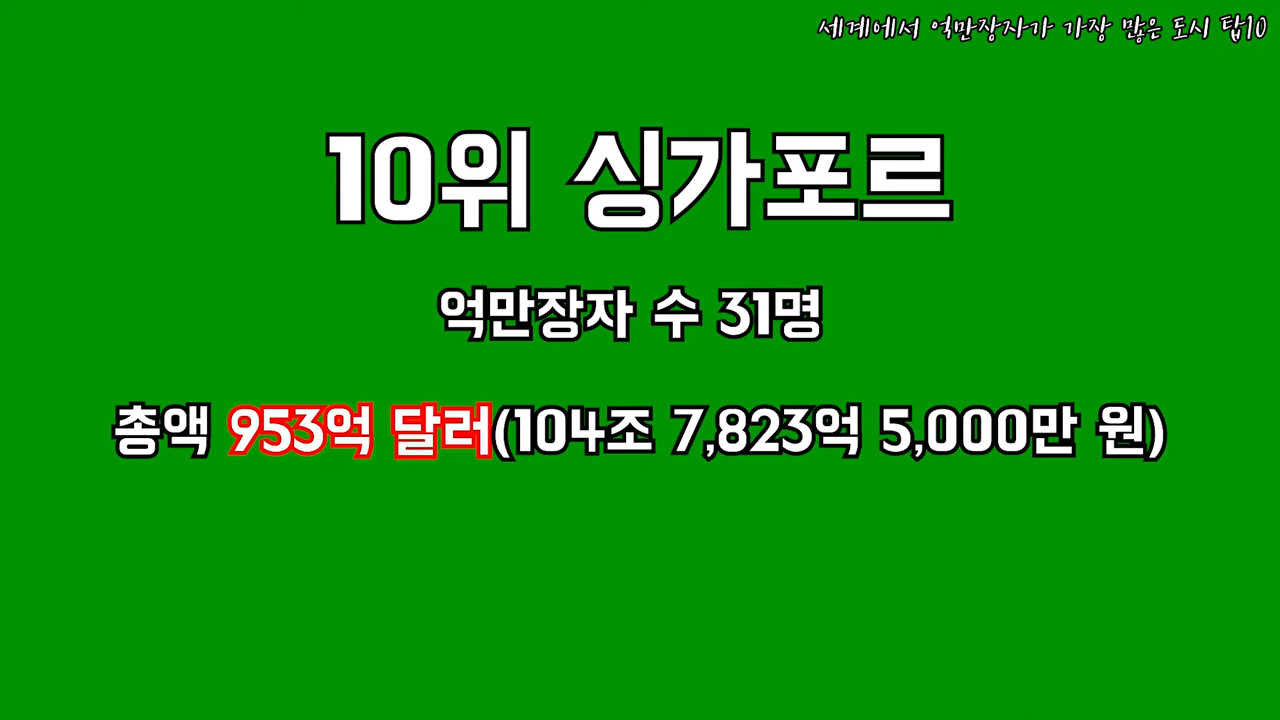 세계에서 억만장자가 가장 많은 도시 탑10
10위 싱가포르
억만장자 수 31명
총액 953억 달러(104조 7,823억 5,000만 원)